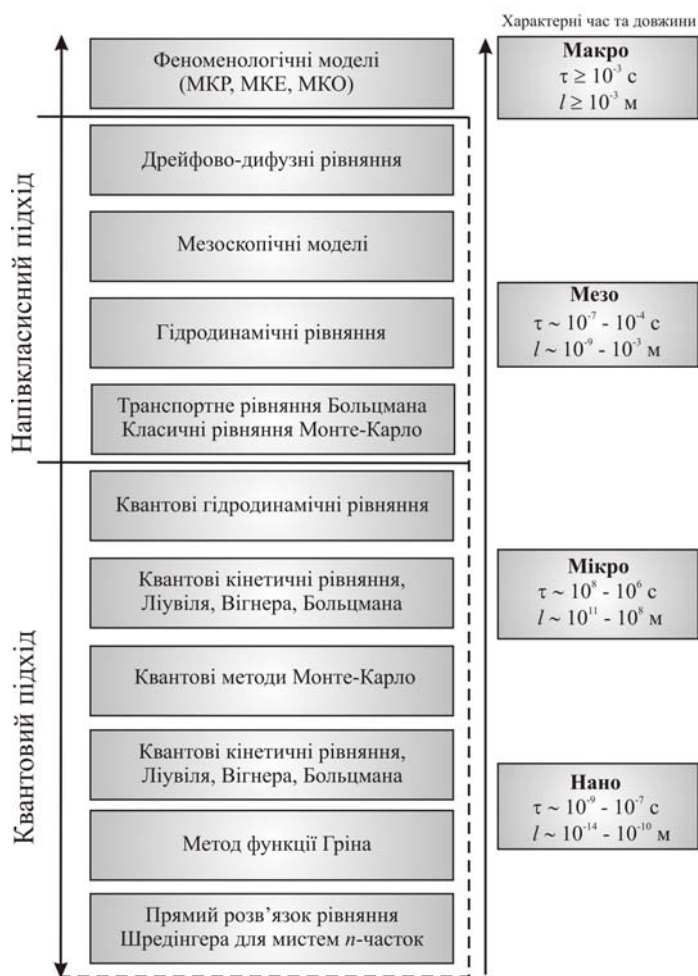 Характерні час та довжини
Феноменологічні моделі
(МКР, МКЕ, МКО)
Макро
τ ≥ 10⁻³ с
l ≥ 10⁻³ м
Напівкласисний підхід
Дрейфово-дифузні рівняння
Мезоскопічні моделі
Гідродинамічні рівняння
Мезо
τ ~ 10⁻⁷ - 10⁻⁴ с
l ~ 10⁻⁹ - 10⁻³ м
Транспортне рівняння Больцмана
Класичні рівняння Монте-Карло
Квантовий підхід
Квантові гідродинамічні рівняння
Квантові кінетичні рівняння,
Ліувіля, Вігнера, Больцмана
Мікро
τ ~ 10⁸ - 10⁶ с
l ~ 10¹¹ - 10⁸ м
Квантові методи Монте-Карло
Квантові кінетичні рівняння,
Ліувіля, Вігнера, Больцмана
Нано
τ ~ 10⁻⁹ - 10⁻⁷ с
l ~ 10⁻¹⁴ - 10⁻¹⁰ м
Метод функції Гріна
Прямий розв’язок рівняння
Шредінгера для мистем n-часток